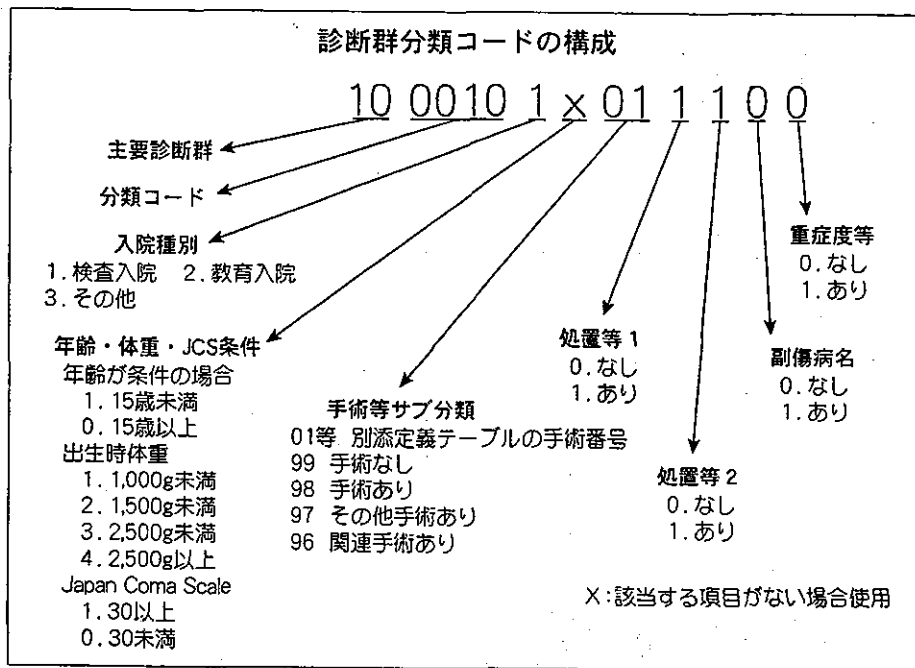 診断群分類コードの構成
10 0010 1 x 01 1 1 0 0
主要診断群
分類コード
入院種別
1.検査入院 2.教育入院
3.その他
年齢・体重・JCS条件
年齢が条件の場合
1.15歳未満
0.15歳以上
出生時体重
1.1,000g未満
2.1,500g未満
3.2,500g未満
4.2,500g以上
Japan Coma Scale
1.30以上
0.30未満
手術等サブ分類
01等 別添定義テーブルの手術番号
99 手術なし
98 手術あり
97 その他手術あり
96 関連手術あり
処置等1
0.なし
1.あり
処置等2
0.なし
1.あり
副傷病名
0.なし
1.あり
重症度等
0.なし
1.あり
X:該当する項目がない場合使用